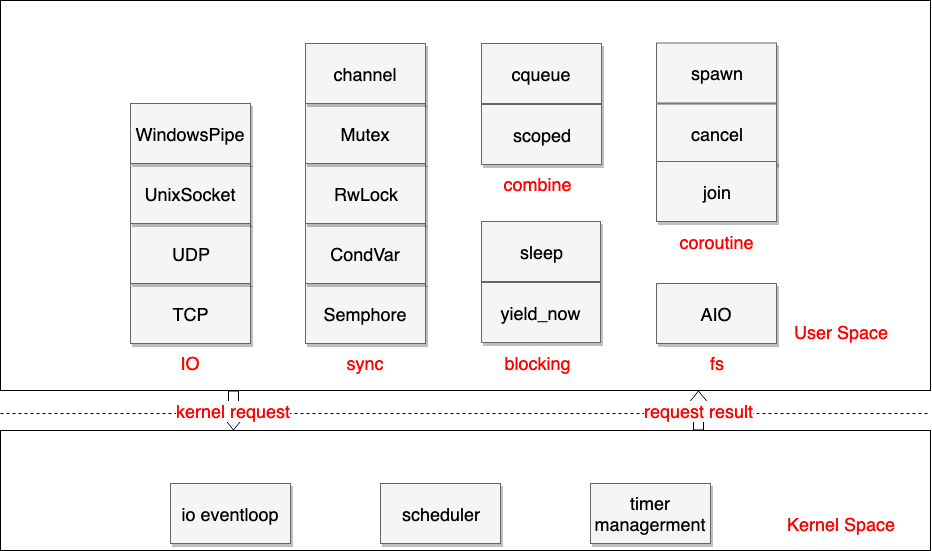 WindowsPipe
UnixSocket
UDP
TCP
IO
channel
Mutex
RwLock
CondVar
Semphore
sync
cqueue
scoped
combine
sleep
yield_now
blocking
spawn
cancel
join
coroutine
AIO
fs
User Space
kernel request
request result
io eventloop
scheduler
timer
managerment
Kernel Space